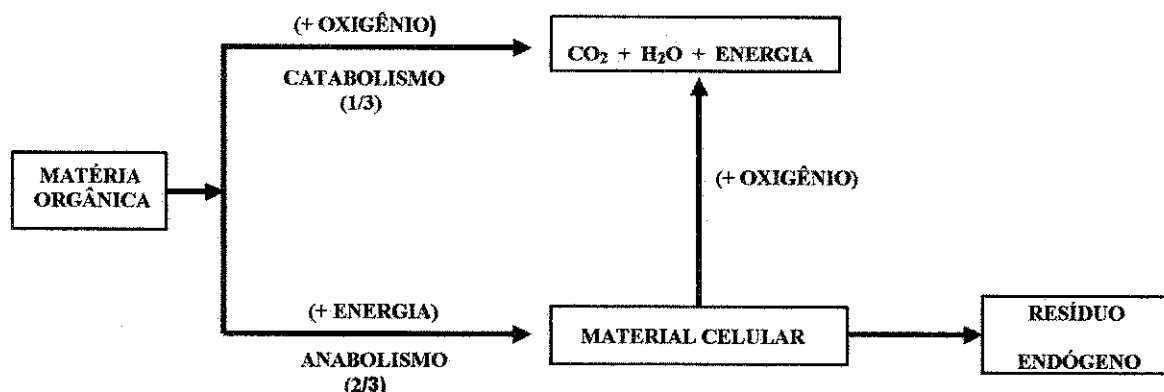 (+ OXIGÊNIO)
CO₂ + H₂O + ENERGIA
CATABOLISMO
(1/3)
MATÉRIA
ORGÂNICA
(+ OXIGÊNIO)
(+ ENERGIA)
MATERIAL CELULAR
RESÍDUO
ENDÓGENO
ANABOLISMO
(2/3)